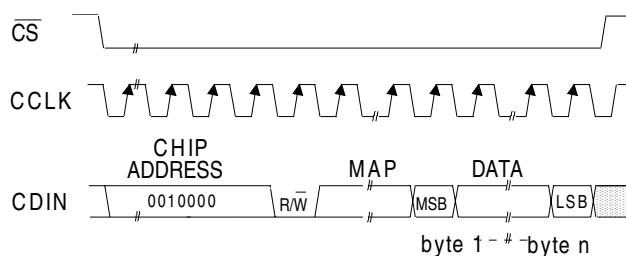 CS
CCLK
CHIP
ADDRESS
MAP
DATA
CDIN
0010000
R/W
MSB
LSB
byte 1
byte n